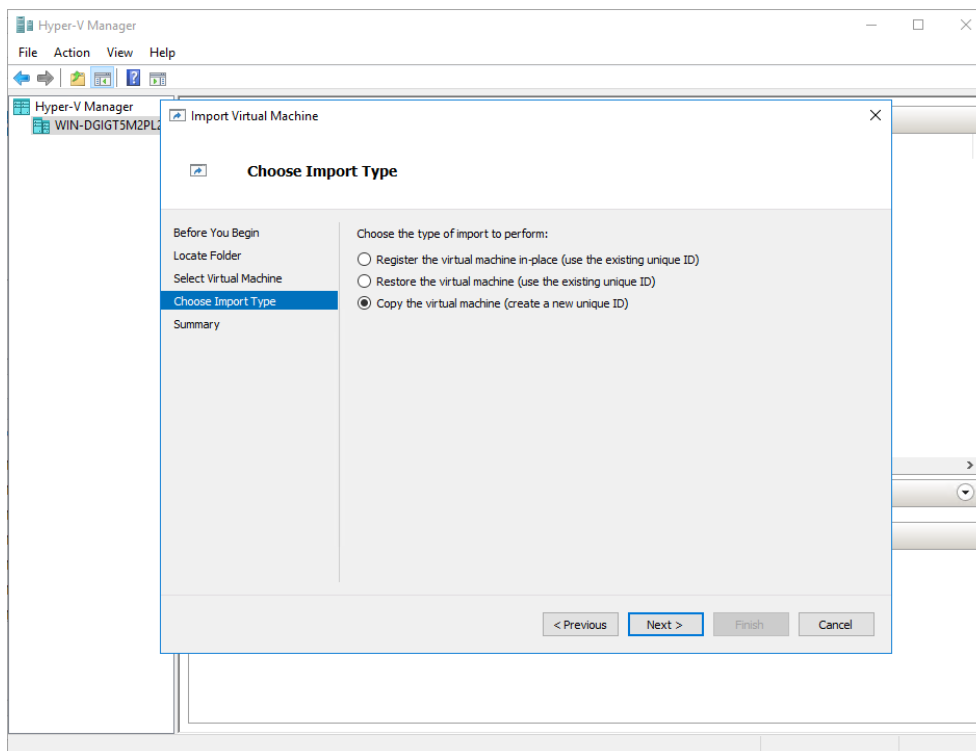 Hyper-V Manager
File Action View Help
Hyper-V Manager
WIN-DGIGT5M2PL2
Import Virtual Machine
Choose Import Type
Before You Begin
Locate Folder
Select Virtual Machine
Choose Import Type
Summary
Choose the type of import to perform:
Register the virtual machine in-place (use the existing unique ID)
Restore the virtual machine (use the existing unique ID)
Copy the virtual machine (create a new unique ID)
< Previous Next > Finish Cancel